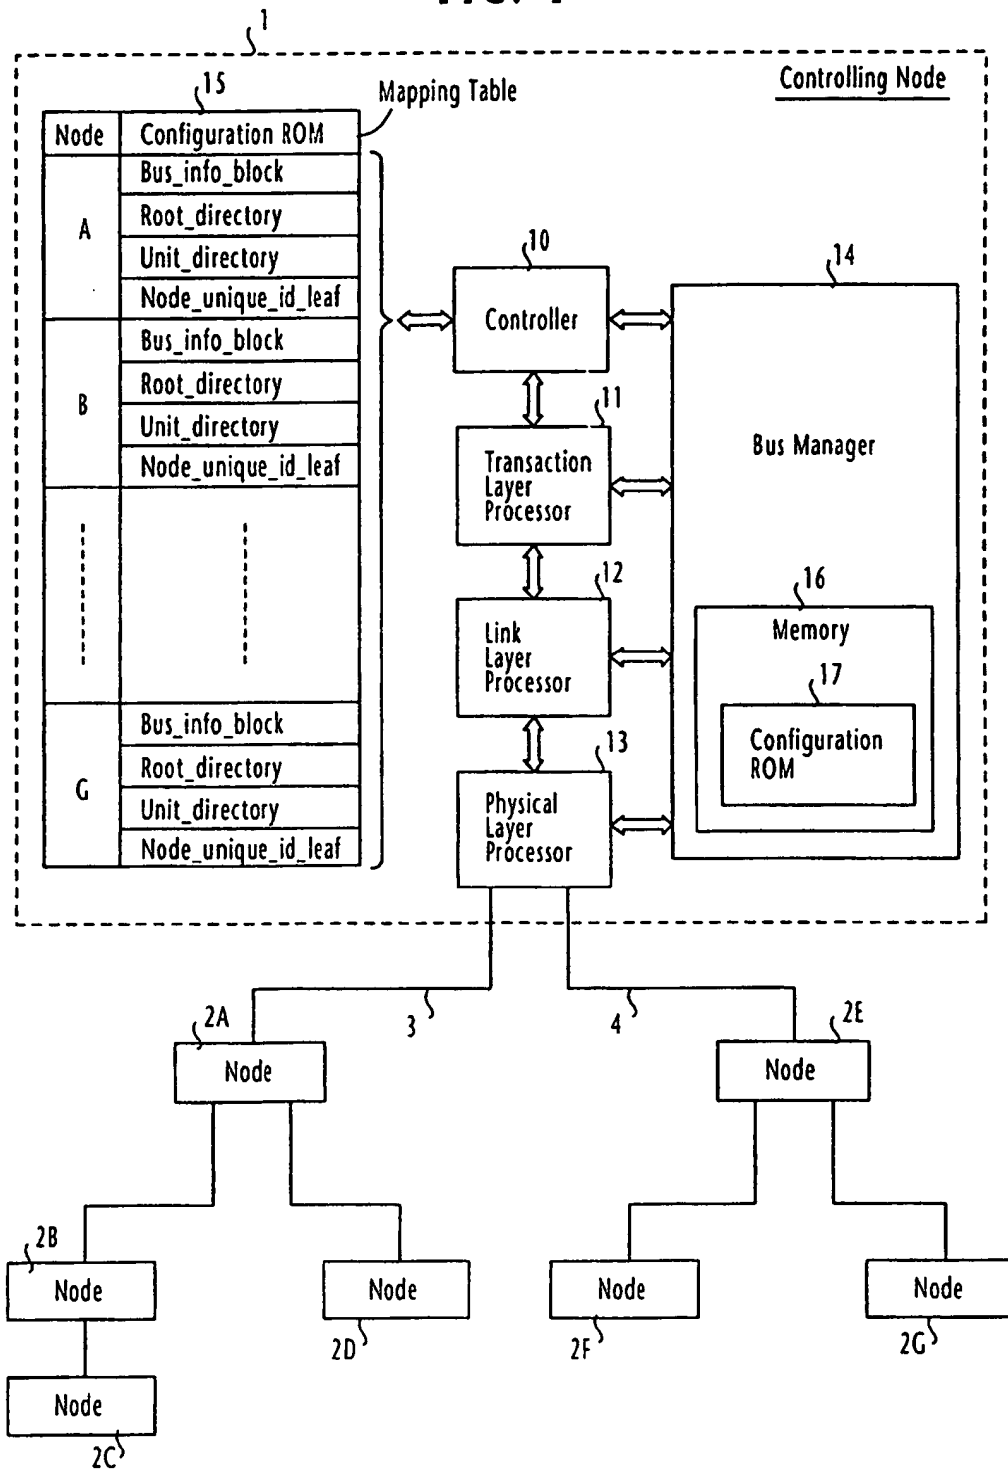 1
Controlling Node
15
Mapping Table
Node Configuration ROM
A
Bus_info_block
Root_directory
Unit_directory
Node_unique_id_leaf
B
Bus_info_block
Root_directory
Unit_directory
Node_unique_id_leaf
G
Bus_info_block
Root_directory
Unit_directory
Node_unique_id_leaf
10
Controller
11
Transaction
Layer
Processor
12
Link
Layer
Processor
13
Physical
Layer
Processor
14
Bus Manager
16
Memory
17
Configuration
ROM
3
4
2A
Node
2E
Node
2B
Node
Node
2D
Node
2F
Node
2G
Node
2C